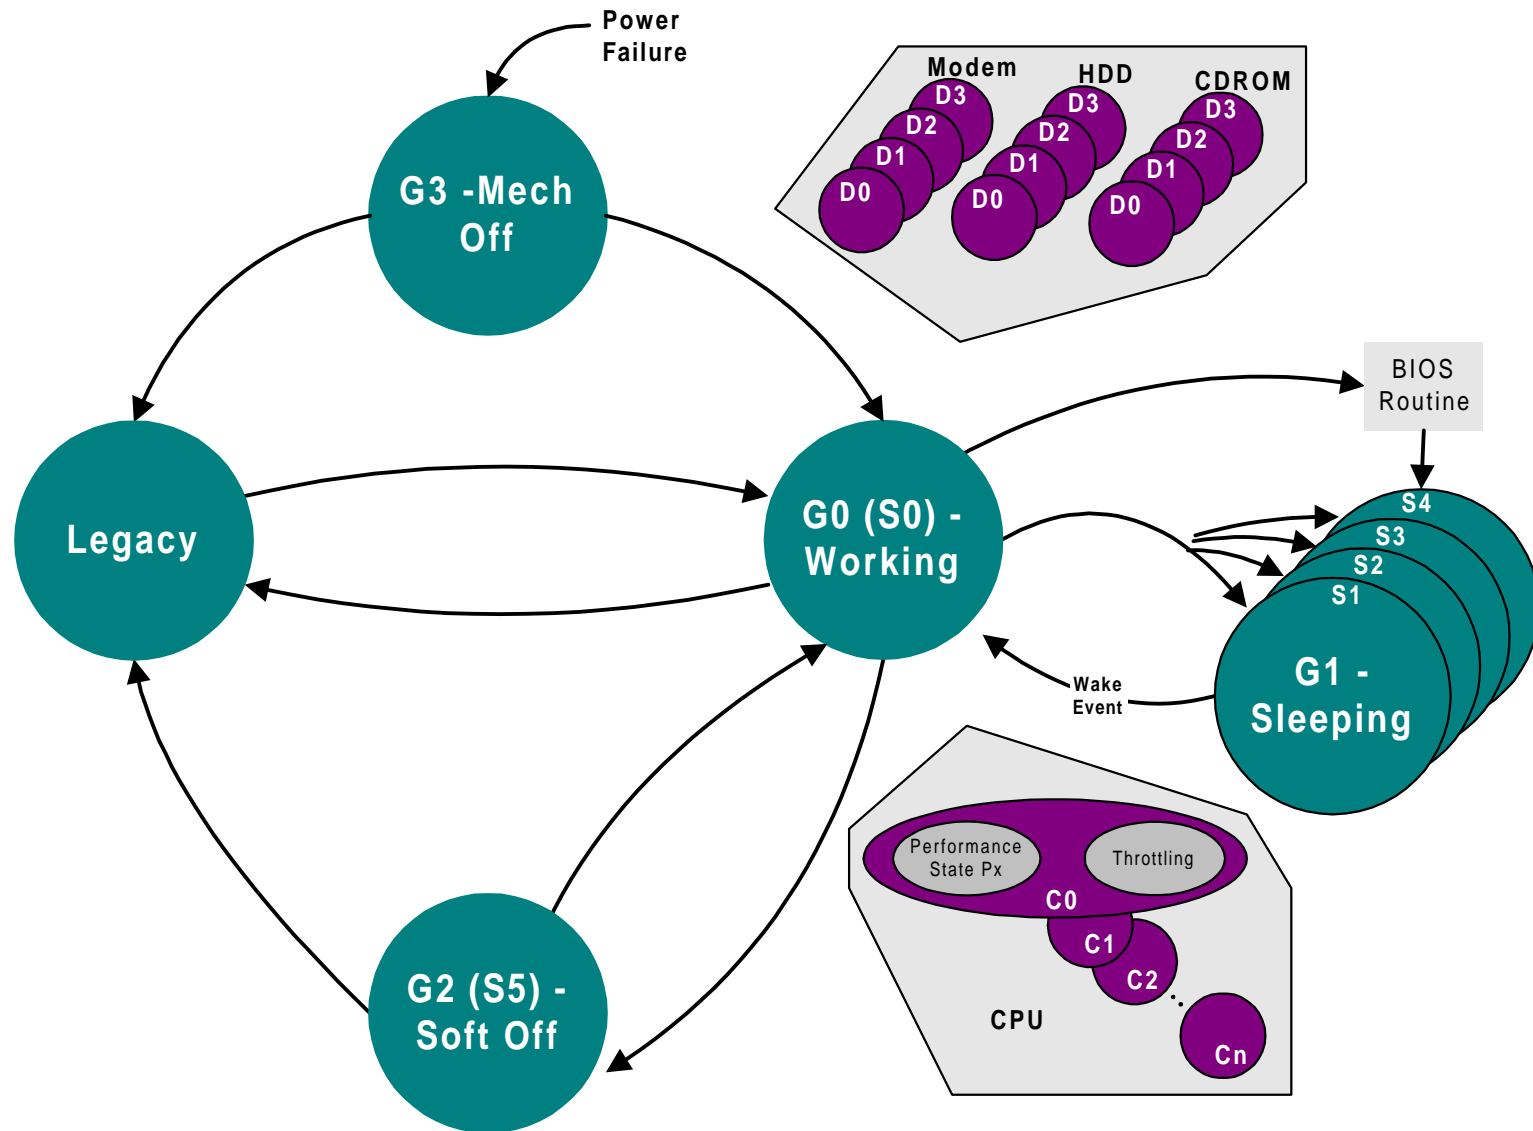 Power
Failure
G3 -Mech
Off
Modem
D3
D2
D1
D0
HDD
D3
D2
D1
D0
CDROM
D3
D2
D1
D0
BIOS
Routine
Legacy
G0 (S0) -
Working
S4
S3
S2
S1
G1 -
Sleeping
Wake
Event
Performance
State Px
Throttling
C0
C1
C2
Cn
CPU
G2 (S5) -
Soft Off